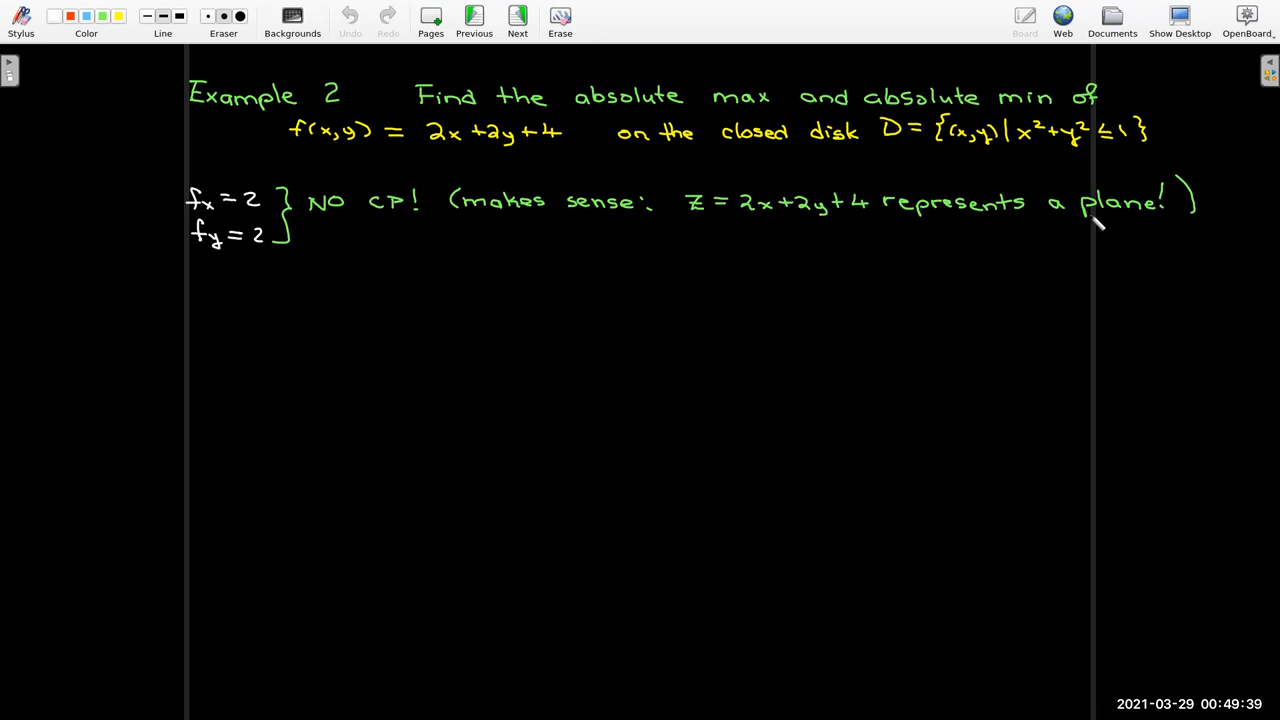 Stylus Color Line Eraser Backgrounds Undo Redo Pages Previous Next Erase Board Web Documents Show Desktop OpenBoard
Example 2 Find the absolute max and absolute min of
f(x,y) = 2x+2y+4 on the closed disk D = {(x,y) | x²+y² ≤ 1}
fx = 2 } NO CP! (makes sense: z = 2x+2y+4 represents a plane!)
fy = 2
2021-03-29 00:49:39